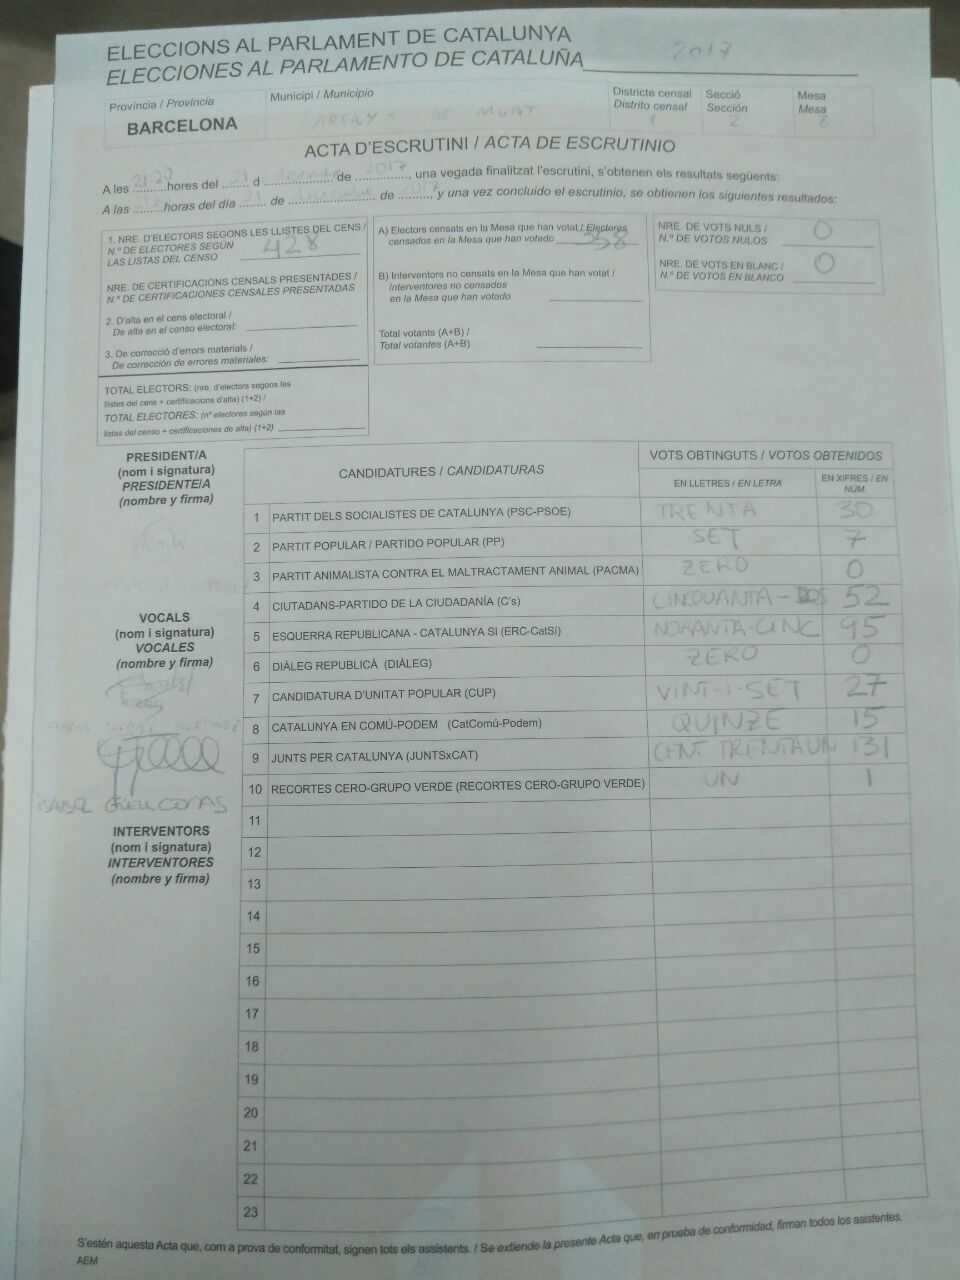 ELECCIONS AL PARLAMENT DE CATALUNYA
ELECCIONES AL PARLAMENTO DE CATALUÑA 2017
Provincia / Província
BARCELONA
Municipi / Municipio
ARENYS DE MUNT
Districte censal
Distrito censal
1
Secció
Sección
2
Mesa
Mesa
B
ACTA D'ESCRUTINI / ACTA DE ESCRUTINIO
A les 21:20 hores del 21 d desembre de 2017, una vegada finalitzat l'escrutini, s'obtenen els resultats següents:
A las ......... horas del día 21 de ............ de 2017, y una vez concluido el escrutinio, se obtienen los siguientes resultados:
1. NRE. D'ELECTORS SEGONS LES LLISTES DEL CENS /
N.º DE ELECTORES SEGÚN
LAS LISTAS DEL CENSO 428
NRE. DE CERTIFICACIONS CENSALS PRESENTADES /
N.º DE CERTIFICACIONES CENSALES PRESENTADAS
2. D'alta en el cens electoral /
De alta en el censo electoral:
3. De correcció d'errors materials /
De corrección de errores materiales:
TOTAL ELECTORS: (nre. d'electors segons les
llistes del cens + certificacions d'alta) (1+2) /
TOTAL ELECTORES: (nº electores según las
listas del censo + certificaciones de alta) (1+2)
A) Electors censats en la Mesa que han votat / Electores
censados en la Mesa que han votado 358
B) Interventors no censats en la Mesa que han votat /
Interventores no censados
en la Mesa que han votado
Total votants (A+B) /
Total votantes (A+B)
NRE. DE VOTS NULS /
N.º DE VOTOS NULOS 0
NRE. DE VOTS EN BLANC /
N.º DE VOTOS EN BLANCO 0
PRESIDENT/A
(nom i signatura)
PRESIDENTE/A
(nombre y firma)
VOCALS
(nom i signatura)
VOCALES
(nombre y firma)
ISABEL
INTERVENTORS
(nom i signatura)
INTERVENTORES
(nombre y firma)
CANDIDATURES / CANDIDATURAS
VOTS OBTINGUTS / VOTOS OBTENIDOS
EN LLETRES / EN LETRA
EN XIFRES / EN
NÚM.
1 PARTIT DELS SOCIALISTES DE CATALUNYA (PSC-PSOE) TRENTA 30
2 PARTIT POPULAR / PARTIDO POPULAR (PP) SET 7
3 PARTIT ANIMALISTA CONTRA EL MALTRACTAMENT ANIMAL (PACMA) ZERO 0
4 CIUTADANS-PARTIDO DE LA CIUDADANÍA (C's) CINQUANTA-DOS 52
5 ESQUERRA REPUBLICANA - CATALUNYA SI (ERC-CatSí) NORANTA-CINC 95
6 DIÀLEG REPUBLICÀ (DIÀLEG) ZERO 0
7 CANDIDATURA D'UNITAT POPULAR (CUP) VINT-I-SET 27
8 CATALUNYA EN COMÚ-PODEM (CatComú-Podem) QUINZE 15
9 JUNTS PER CATALUNYA (JUNTSxCAT) CENT TRENTAUN 131
10 RECORTES CERO-GRUPO VERDE (RECORTES CERO-GRUPO VERDE) UN 1
11
12
13
14
15
16
17
18
19
20
21
22
23
S'estén aquesta Acta que, com a prova de conformitat, signen tots els assistents. / Se extiende la presente Acta que, en prueba de conformidad, firman todos los asistentes.
AEM